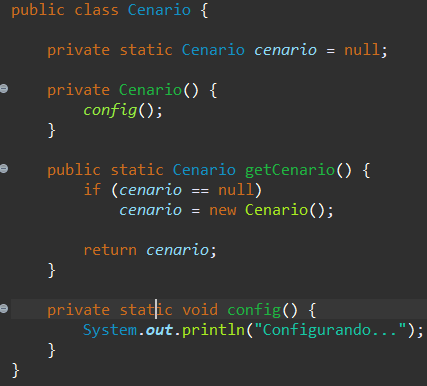 public class Cenario {
private static Cenario cenario = null;
private Cenario() {
config();
}
public static Cenario getCenario() {
if (cenario == null)
cenario = new Cenario();
return cenario;
}
private static void config() {
System.out.println("Configurando...");
}
}